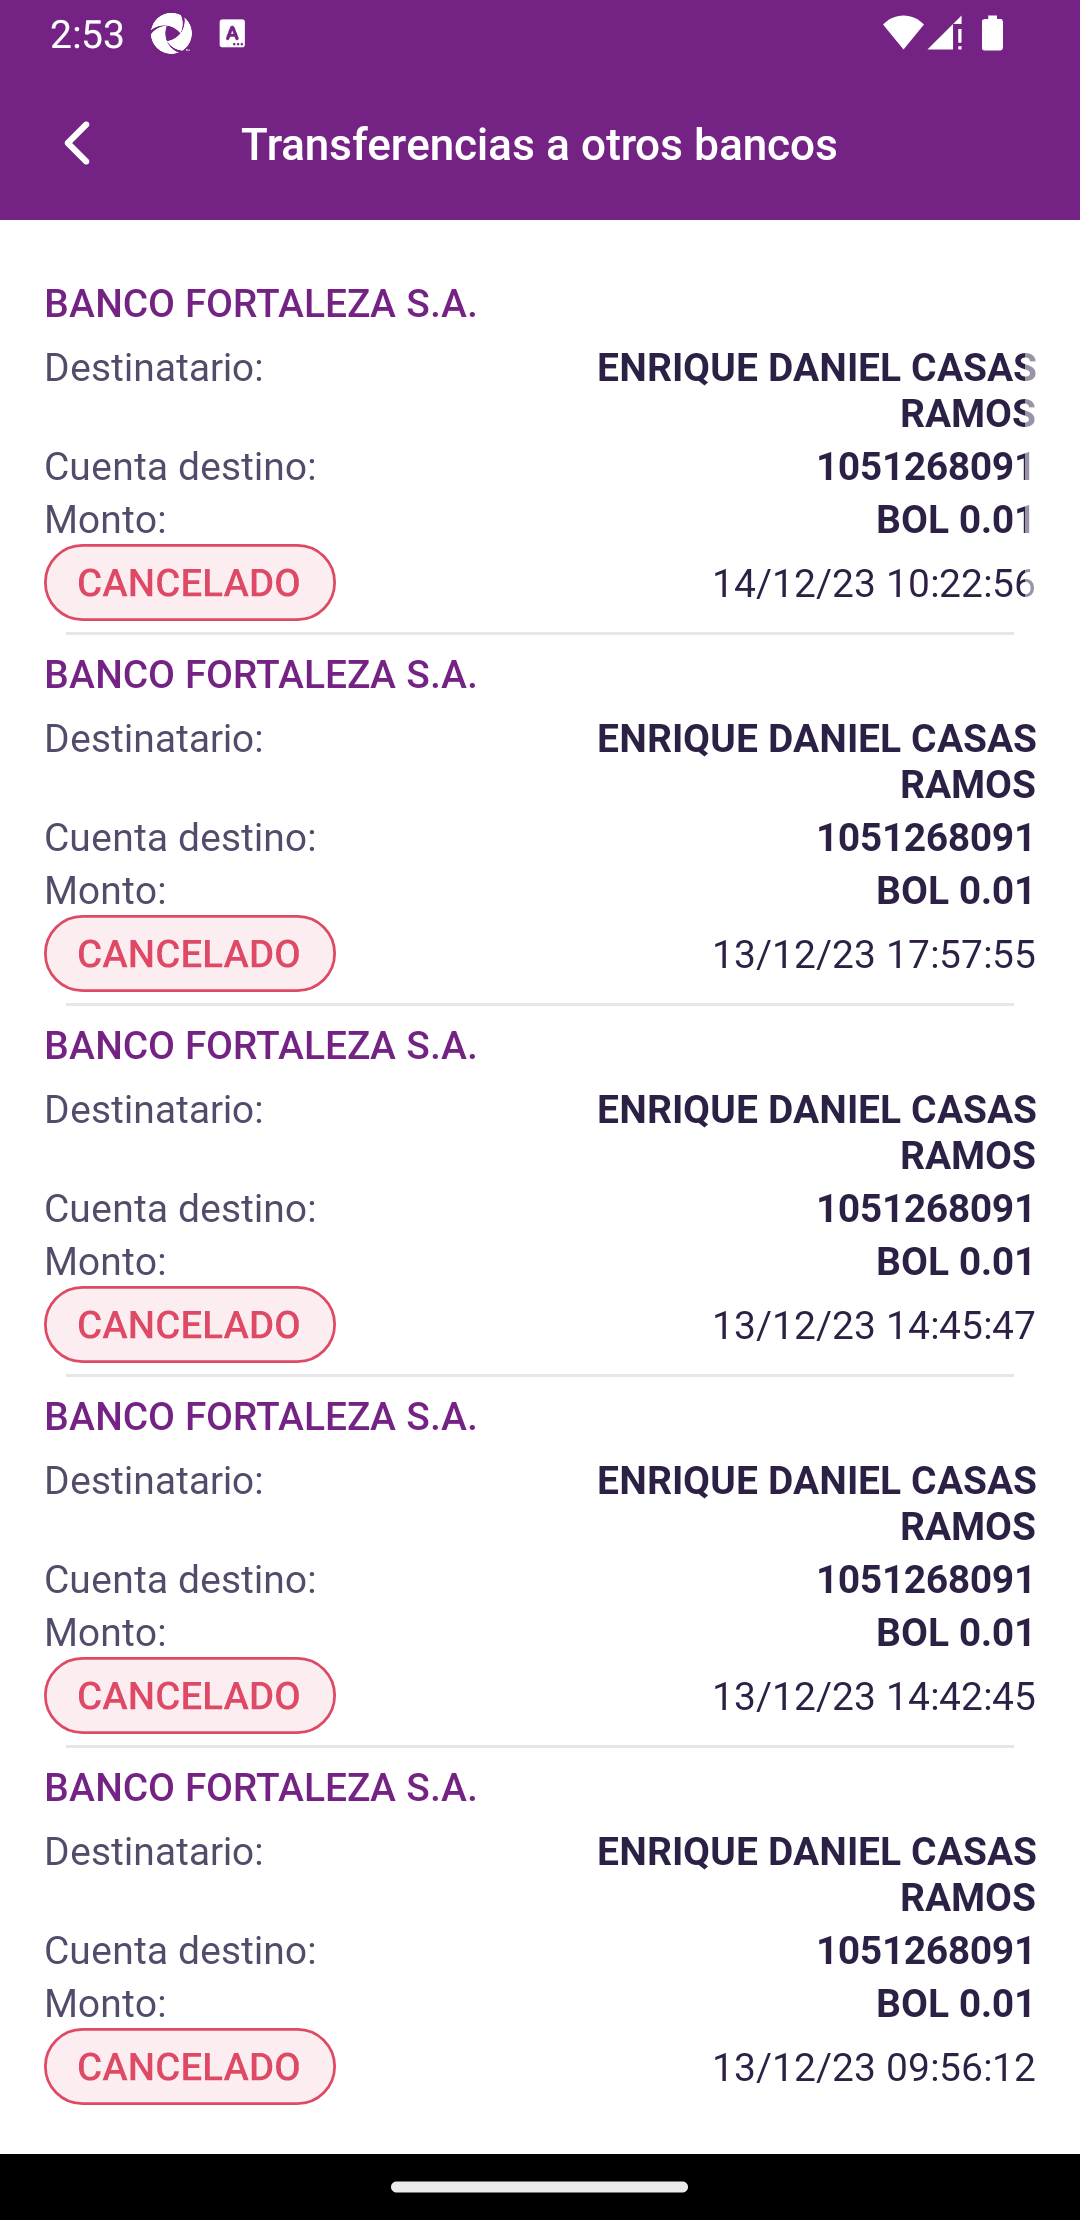 2:53
Transferencias a otros bancos
BANCO FORTALEZA S.A.
Destinatario: ENRIQUE DANIEL CASAS
RAMOS
Cuenta destino: 1051268091
Monto: BOL 0.01
CANCELADO 14/12/23 10:22:56
BANCO FORTALEZA S.A.
Destinatario: ENRIQUE DANIEL CASAS
RAMOS
Cuenta destino: 1051268091
Monto: BOL 0.01
CANCELADO 13/12/23 17:57:55
BANCO FORTALEZA S.A.
Destinatario: ENRIQUE DANIEL CASAS
RAMOS
Cuenta destino: 1051268091
Monto: BOL 0.01
CANCELADO 13/12/23 14:45:47
BANCO FORTALEZA S.A.
Destinatario: ENRIQUE DANIEL CASAS
RAMOS
Cuenta destino: 1051268091
Monto: BOL 0.01
CANCELADO 13/12/23 14:42:45
BANCO FORTALEZA S.A.
Destinatario: ENRIQUE DANIEL CASAS
RAMOS
Cuenta destino: 1051268091
Monto: BOL 0.01
CANCELADO 13/12/23 09:56:12